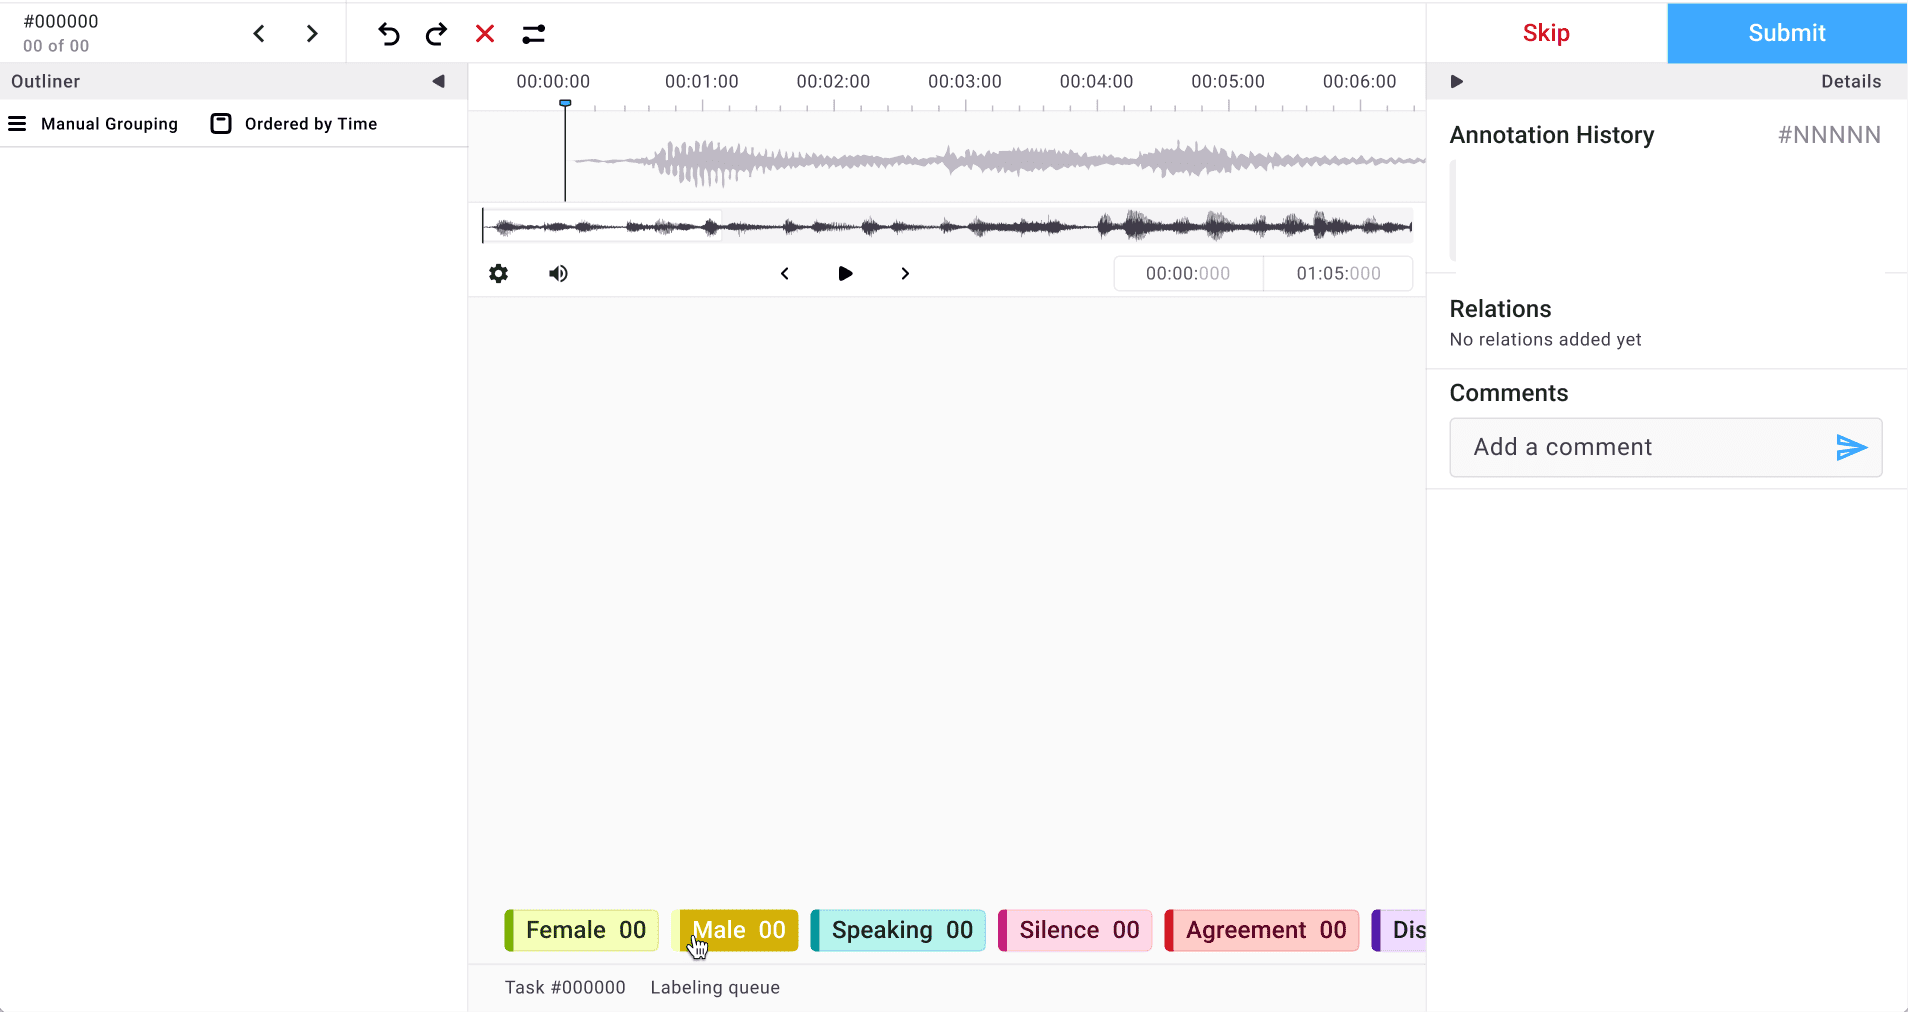 #000000
00 of 00
Skip
Submit
Outliner
00:00:00 00:01:00 00:02:00 00:03:00 00:04:00 00:05:00 00:06:00
Details
Manual Grouping
Ordered by Time
Annotation History
#NNNNN
00:00:000
01:05:000
Relations
No relations added yet
Comments
Add a comment
Female 00
Male 00
Speaking 00
Silence 00
Agreement 00
Dis
Task #000000
Labeling queue